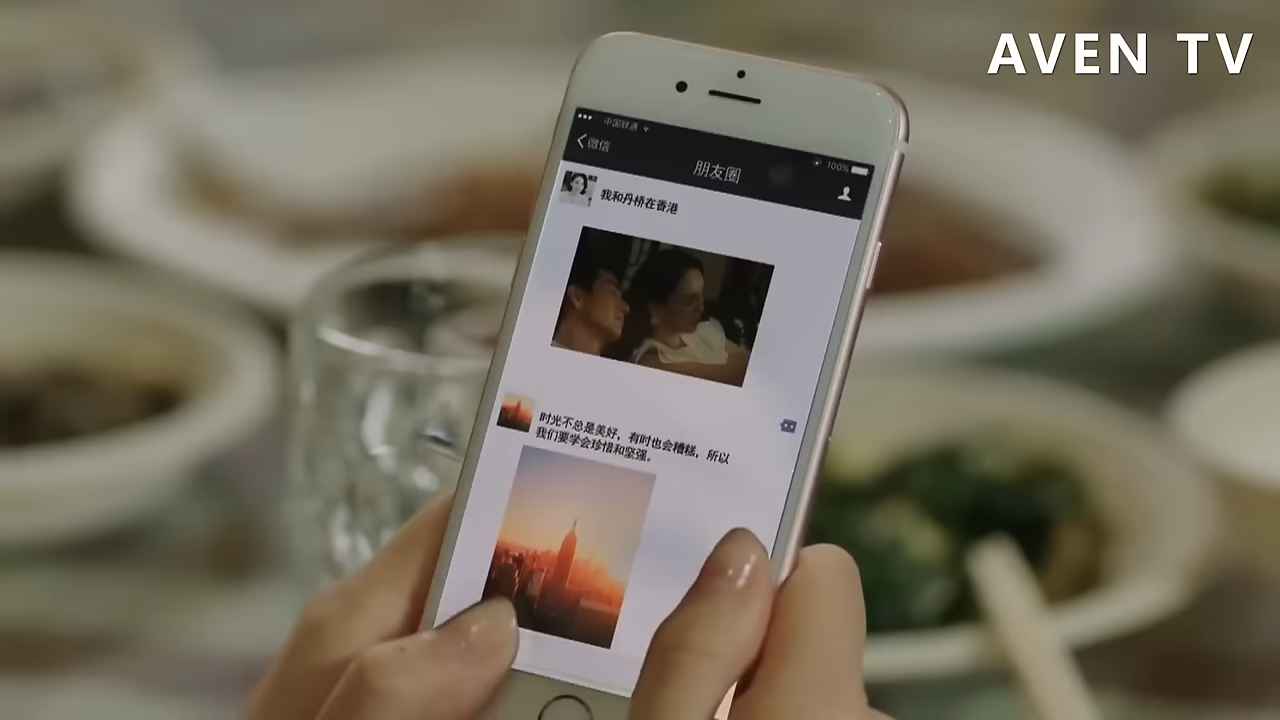 AVEN TV
中国联通
100%
微信
朋友圈
我和丹桥在香港
时光不总是美好，有时也会糟糕，所以
我们要学会珍惜和坚强。